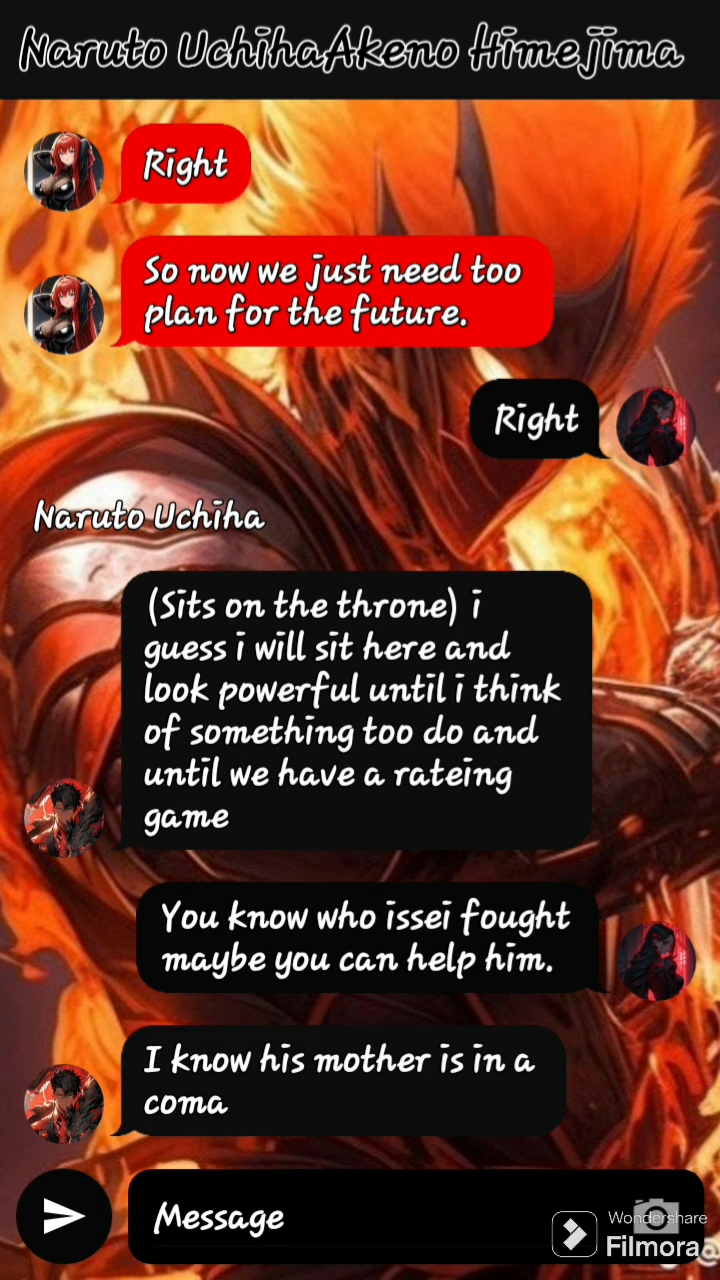 Naruto UchihaAkeno Himejima
Right
So now we just need too
plan for the future.
Right
Naruto Uchiha
(Sits on the throne) i
guess i will sit here and
look powerful until i think
of something too do and
until we have a rateing
game
You know who issei fought
maybe you can help him.
I know his mother is in a
coma
Message
Wondershare
Filmora
@